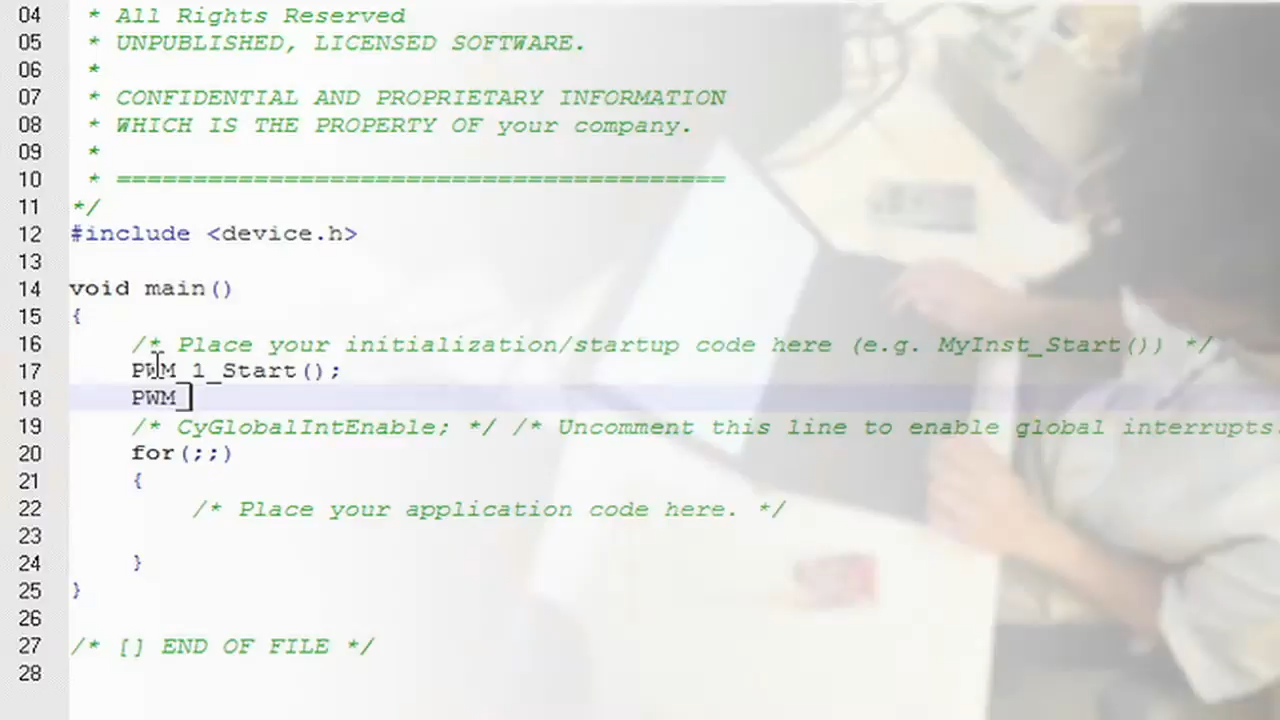 04 * All Rights Reserved
05 * UNPUBLISHED, LICENSED SOFTWARE.
06 *
07 * CONFIDENTIAL AND PROPRIETARY INFORMATION
08 * WHICH IS THE PROPERTY OF your company.
09 *
10 * ========================================
11 */
12 #include <device.h>
13
14 void main()
15 {
16 /* Place your initialization/startup code here (e.g. MyInst_Start()) */
17 PWM_1_Start();
18 PWM_
19 /* CyGlobalIntEnable; */ /* Uncomment this line to enable global interrupts.
20 for(;;)
21 {
22 /* Place your application code here. */
23
24 }
25 }
26
27 /* [] END OF FILE */
28